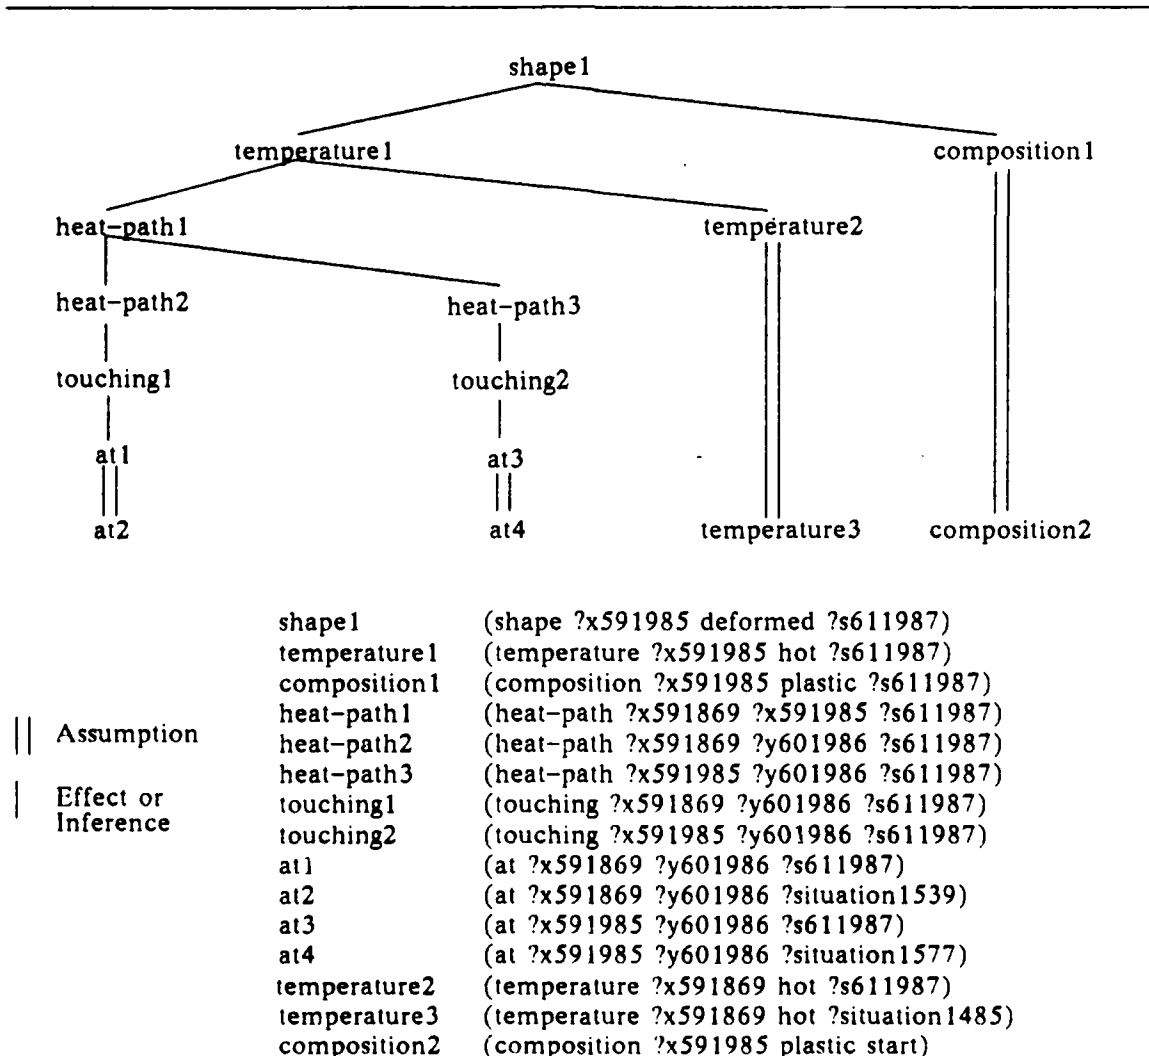 shape1
temperature1 composition1
heat-path1 temperature2
heat-path2 heat-path3
touching1 touching2
at1 at3
at2 at4 temperature3 composition2
shape1 (shape ?x591985 deformed ?s611987)
temperature1 (temperature ?x591985 hot ?s611987)
composition1 (composition ?x591985 plastic ?s611987)
heat-path1 (heat-path ?x591869 ?x591985 ?s611987)
|| Assumption heat-path2 (heat-path ?x591869 ?y601986 ?s611987)
heat-path3 (heat-path ?x591985 ?y601986 ?s611987)
| Effect or touching1 (touching ?x591869 ?y601986 ?s611987)
Inference touching2 (touching ?x591985 ?y601986 ?s611987)
at1 (at ?x591869 ?y601986 ?s611987)
at2 (at ?x591869 ?y601986 ?situation1539)
at3 (at ?x591985 ?y601986 ?s611987)
at4 (at ?x591985 ?y601986 ?situation1577)
temperature2 (temperature ?x591869 hot ?s611987)
temperature3 (temperature ?x591869 hot ?situation1485)
composition2 (composition ?x591985 plastic start)